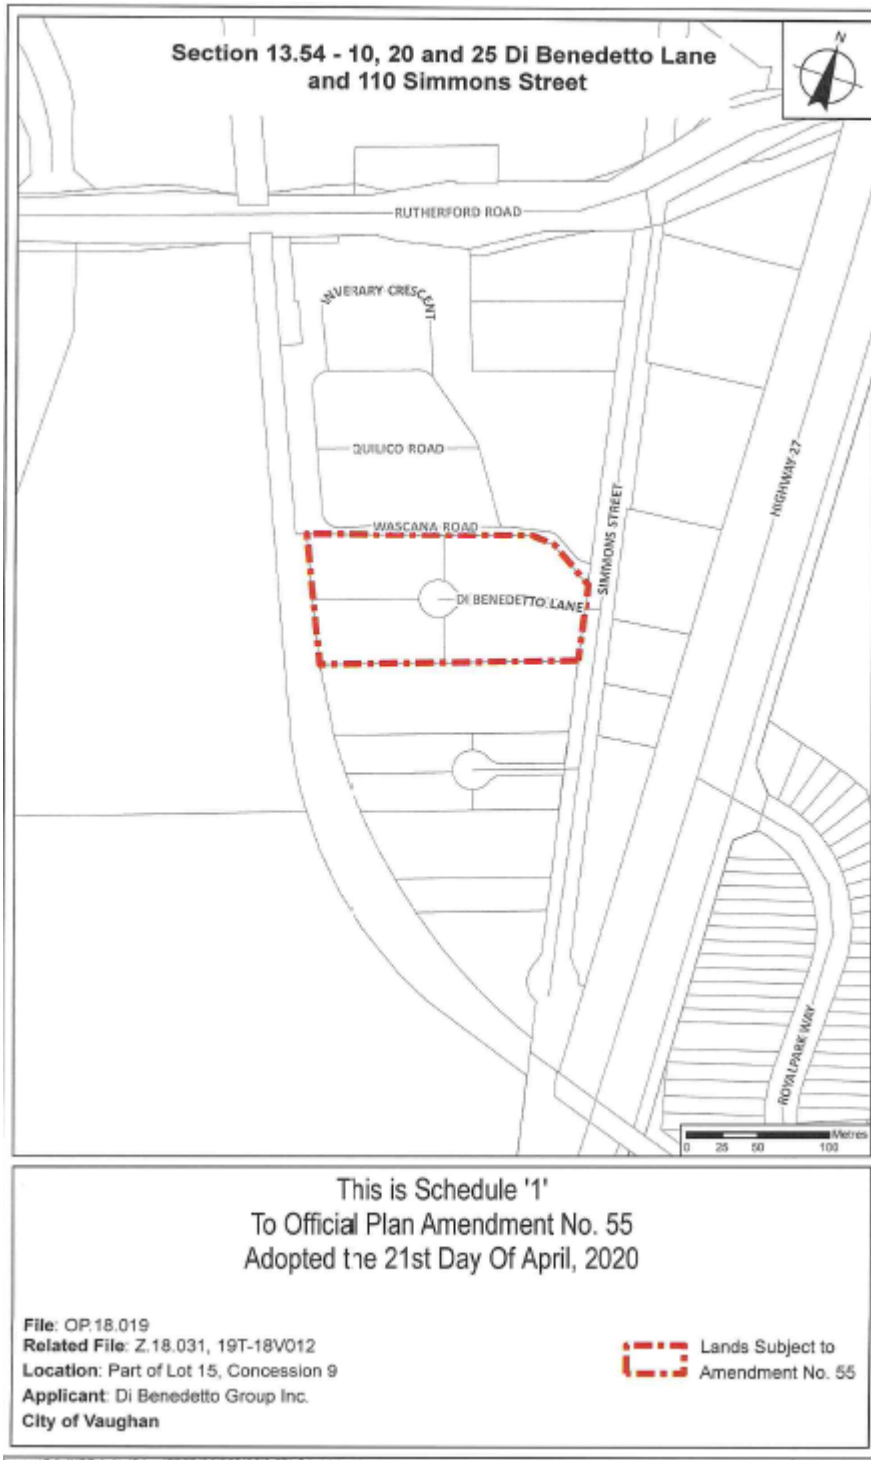 Section 13.54 - 10, 20 and 25 Di Benedetto Lane
and 110 Simmons Street
N
RUTHERFORD ROAD
INVERARY CRESCENT
QUILICO ROAD
HIGHWAY 27
WASCANA ROAD
SIMMONS STREET
DI BENEDETTO LANE
ROYALPARK WAY
Metres
0 25 50 100
This is Schedule '1'
To Official Plan Amendment No. 55
Adopted the 21st Day Of April, 2020
File: OP.18.019
Related File: Z.18.031, 19T-18V012
Location: Part of Lot 15, Concession 9
Applicant: Di Benedetto Group Inc.
City of Vaughan
Lands Subject to
Amendment No. 55